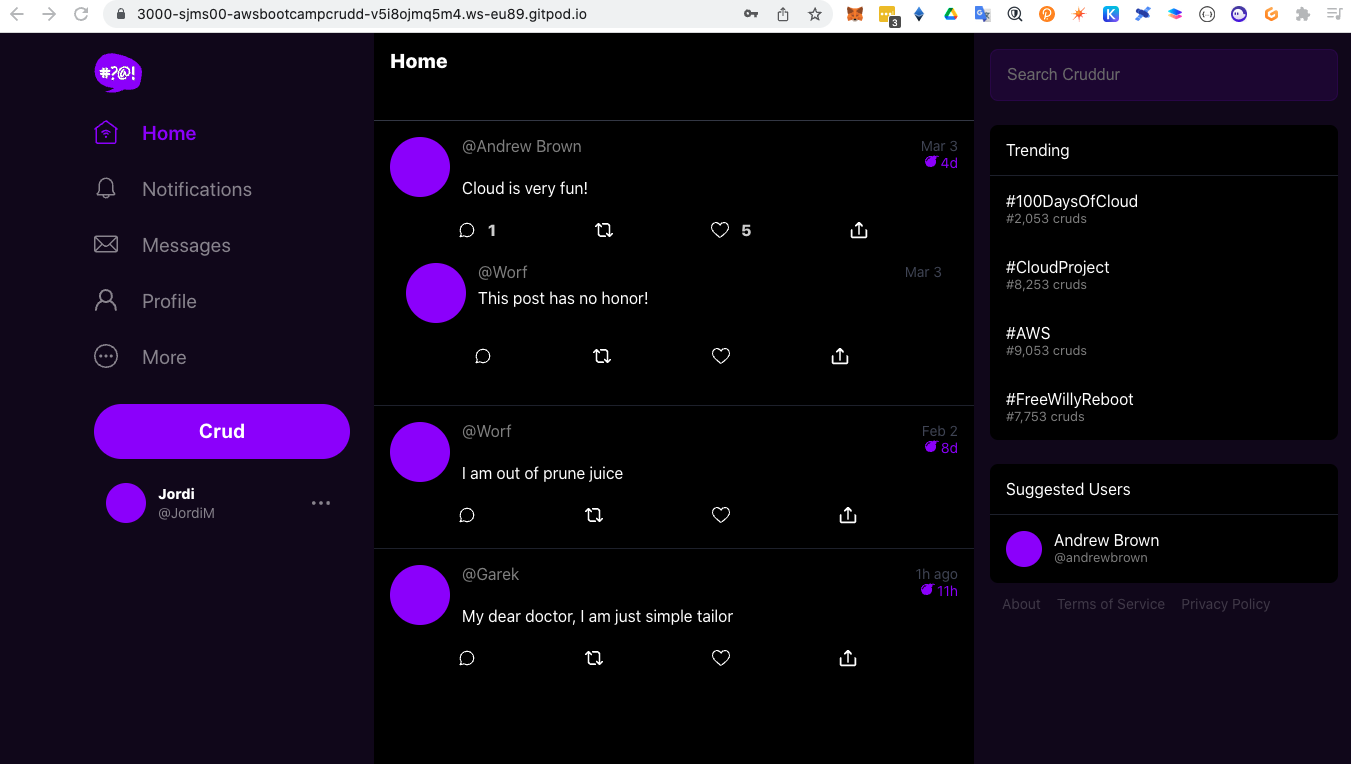 3000-sjms00-awsbootcampcrudd-v5i8ojmq5m4.ws-eu89.gitpod.io
3
#?@!
Home
Notifications
Messages
Profile
More
Crud
Jordi
@JordiM
Home
@Andrew Brown
Mar 3
4d
Cloud is very fun!
1
5
@Worf
Mar 3
This post has no honor!
@Worf
Feb 2
8d
I am out of prune juice
@Garek
1h ago
11h
My dear doctor, I am just simple tailor
Search Cruddur
Trending
#100DaysOfCloud
#2,053 cruds
#CloudProject
#8,253 cruds
#AWS
#9,053 cruds
#FreeWillyReboot
#7,753 cruds
Suggested Users
Andrew Brown
@andrewbrown
About Terms of Service Privacy Policy